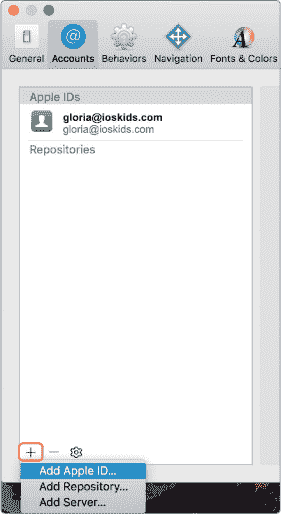 General Accounts Behaviors Navigation Fonts & Colors
Apple IDs
gloria@ioskids.com
gloria@ioskids.com
Repositories
Add Apple ID...
Add Repository...
Add Server...